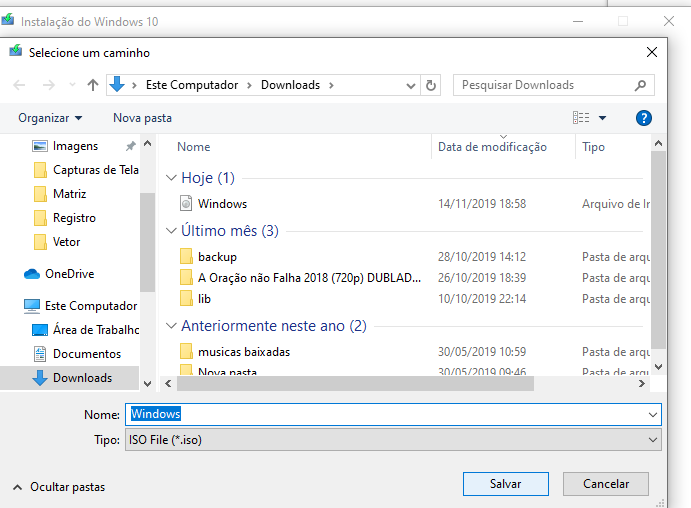 Instalação do Windows 10
Selecione um caminho
Este Computador > Downloads >
Pesquisar Downloads
Organizar
Nova pasta
Imagens
Capturas de Tela
Matriz
Registro
Vetor
OneDrive
Este Computador
Área de Trabalho
Documentos
Downloads
Nome Data de modificação Tipo
Hoje (1)
Windows 14/11/2019 18:58 Arquivo de Ir
Último mês (3)
backup 28/10/2019 14:12 Pasta de arqu
A Oração não Falha 2018 (720p) DUBLAD... 26/10/2019 18:39 Pasta de arqu
lib 10/10/2019 22:14 Pasta de arqu
Anteriormente neste ano (2)
musicas baixadas 30/05/2019 10:59 Pasta de arqu
Nova pasta 30/05/2019 09:46 Pasta de arqu
Nome: Windows
Tipo: ISO File (*.iso)
Ocultar pastas
Salvar
Cancelar